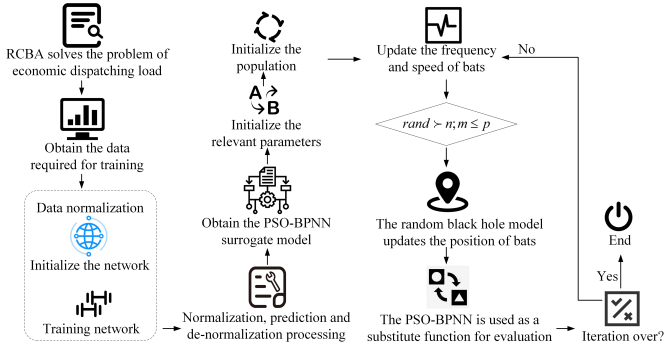 RCBA solves the problem of
economic dispatching load
Obtain the data
required for training
Data normalization
Initialize the network
Training network
Normalization, prediction and
de-normalization processing
Obtain the PSO-BPNN
surrogate model
A
B
Initialize the
relevant parameters
Initialize the
population
Update the frequency
and speed of bats
rand ≻ n; m ≤ p
The random black hole model
updates the position of bats
The PSO-BPNN is used as a
substitute function for evaluation
Iteration over?
Yes
End
No